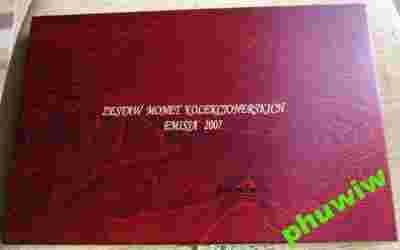 ZESTAW MONET KOLEKCJONERSKICH
EMISJA 2007
phuwiw